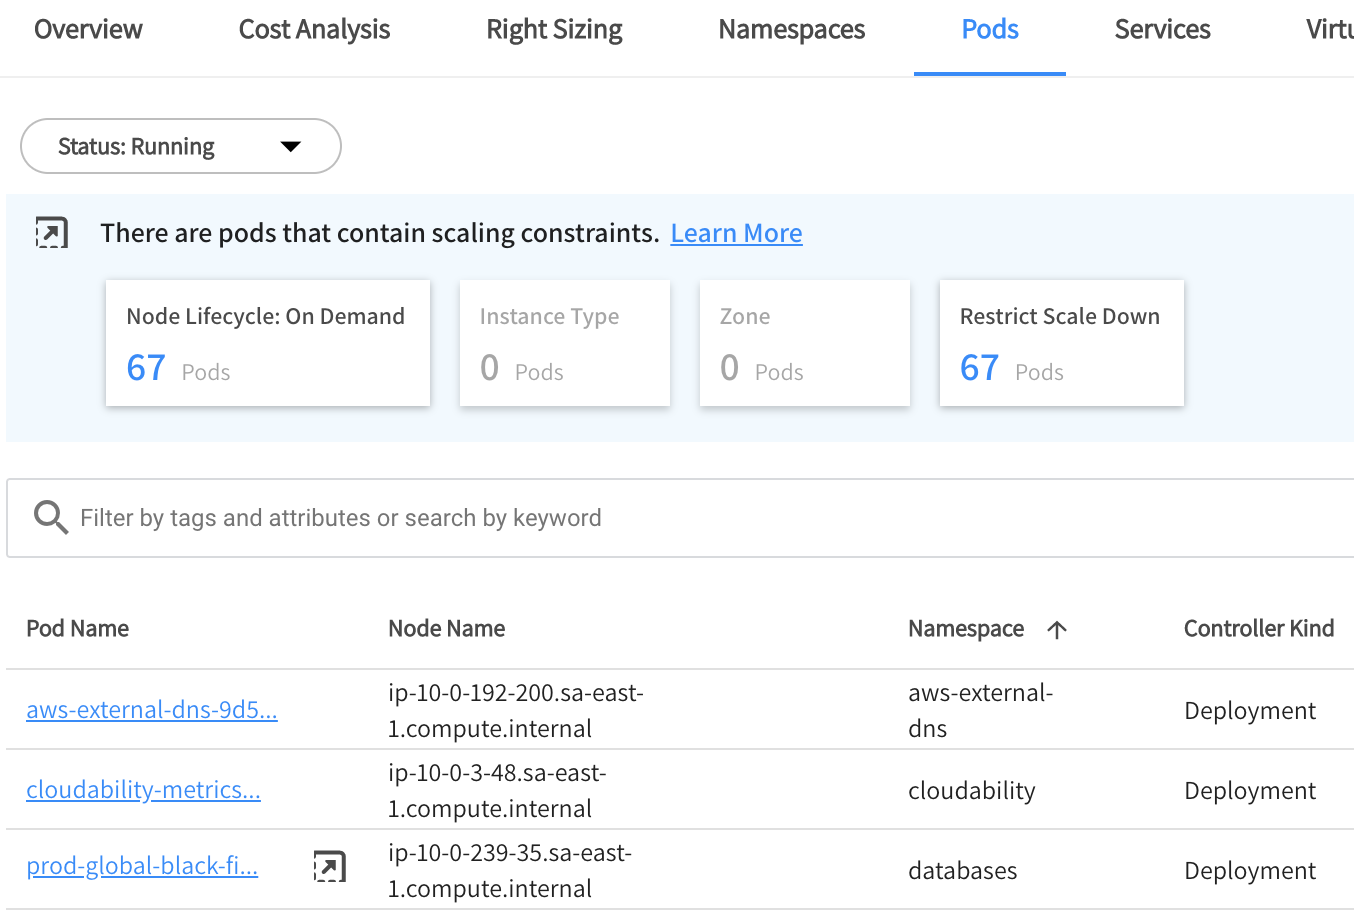 Overview Cost Analysis Right Sizing Namespaces Pods Services Virtu
Status: Running
There are pods that contain scaling constraints. Learn More
Node Lifecycle: On Demand Instance Type Zone Restrict Scale Down
67 Pods 0 Pods 0 Pods 67 Pods
Filter by tags and attributes or search by keyword
Pod Name Node Name Namespace Controller Kind
aws-external-dns-9d5... ip-10-0-192-200.sa-east- aws-external- Deployment
1.compute.internal dns
cloudability-metrics... ip-10-0-3-48.sa-east- cloudability Deployment
1.compute.internal
prod-global-black-fi... ip-10-0-239-35.sa-east- databases Deployment
1.compute.internal